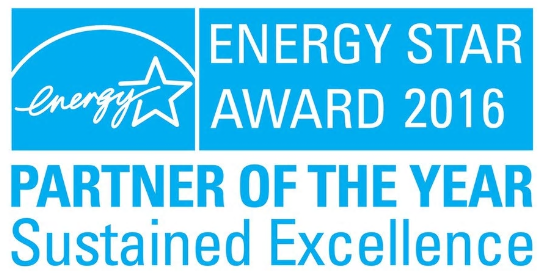 energy
ENERGY STAR
AWARD 2016
PARTNER OF THE YEAR
Sustained Excellence